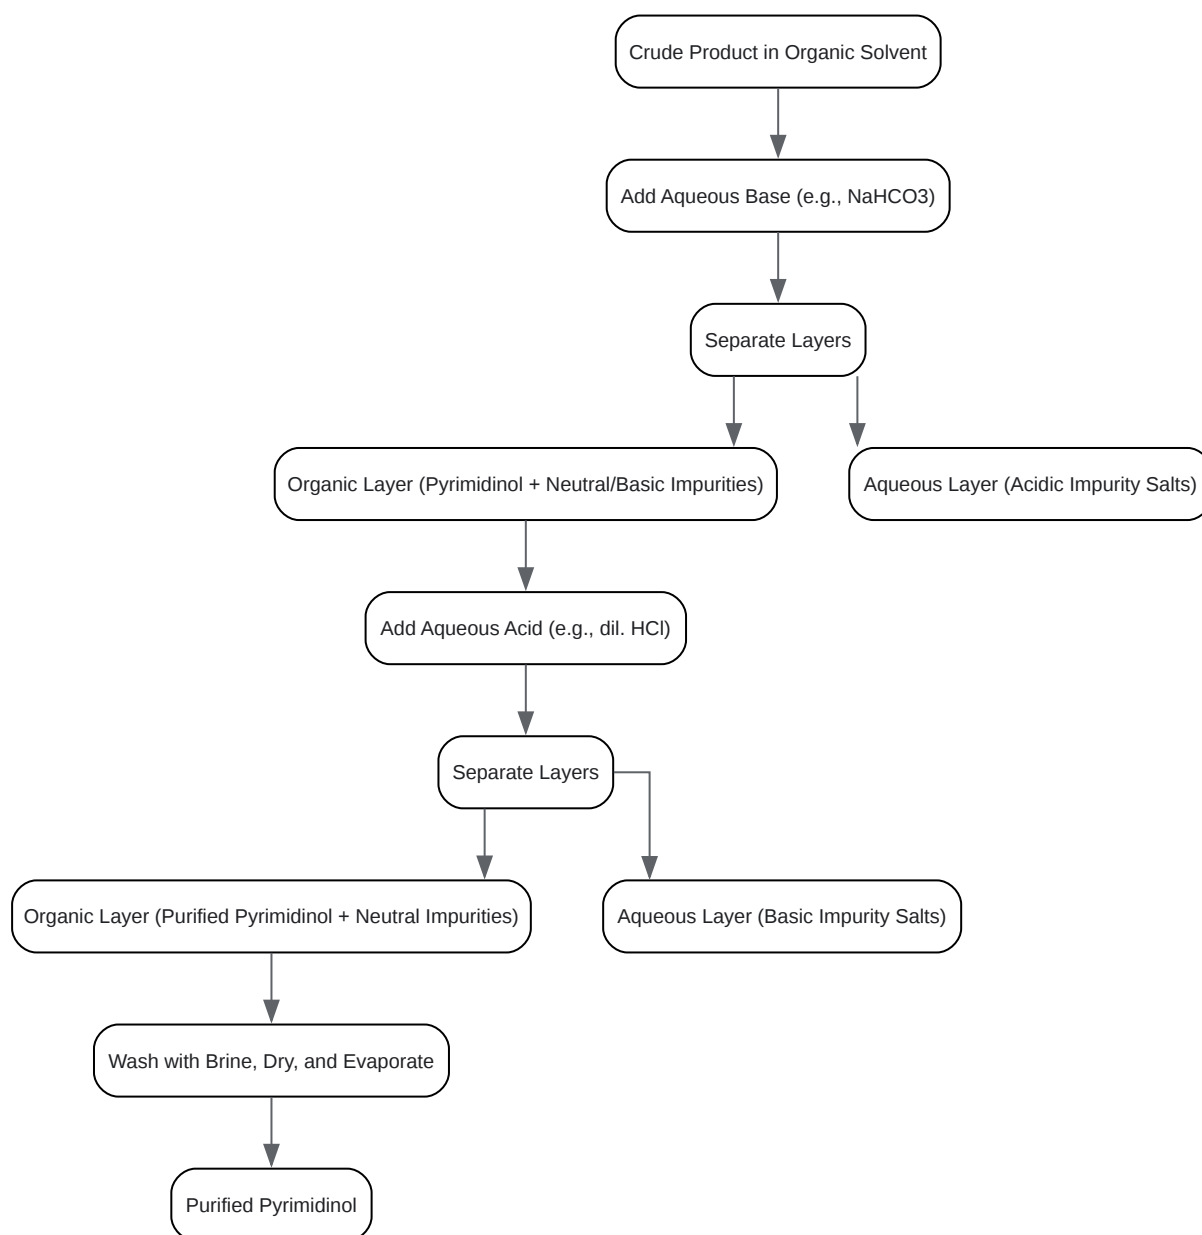 Crude Product in Organic Solvent
Add Aqueous Base (e.g., NaHCO3)
Separate Layers
Organic Layer (Pyrimidinol + Neutral/Basic Impurities)
Aqueous Layer (Acidic Impurity Salts)
Add Aqueous Acid (e.g., dil. HCl)
Separate Layers
Organic Layer (Purified Pyrimidinol + Neutral Impurities)
Aqueous Layer (Basic Impurity Salts)
Wash with Brine, Dry, and Evaporate
Purified Pyrimidinol